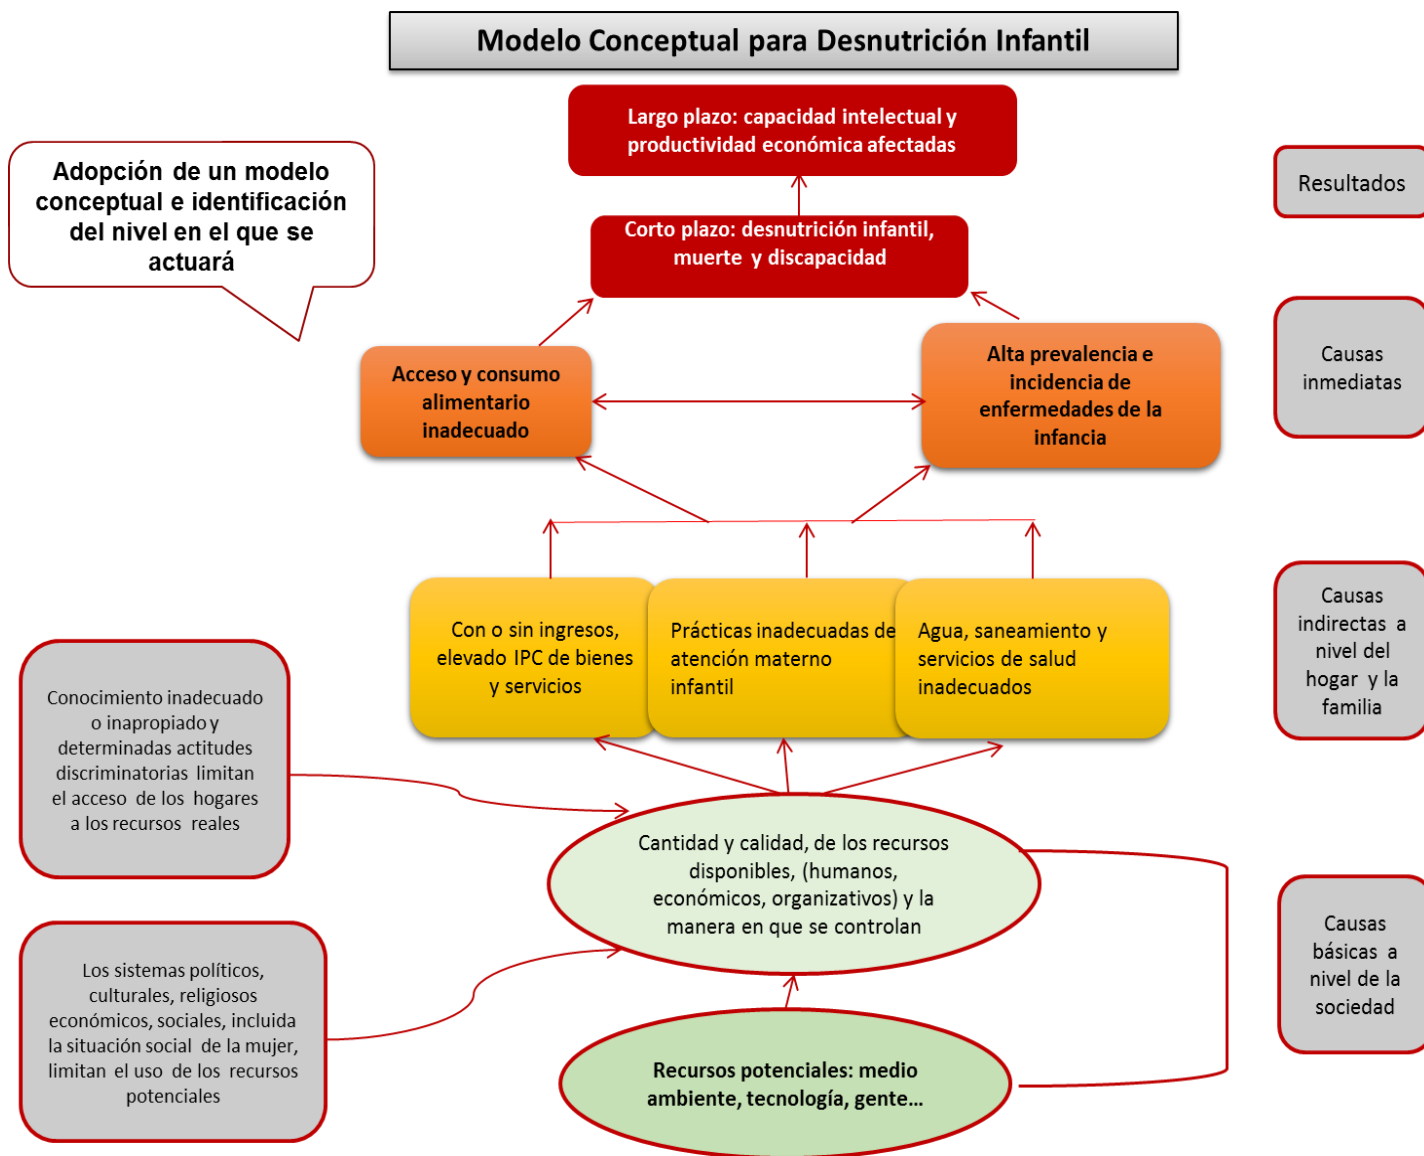 Modelo Conceptual para Desnutrición Infantil
Largo plazo: capacidad intelectual y
productividad económica afectadas
Adopción de un modelo
conceptual e identificación
del nivel en el que se
actuará
Resultados
Corto plazo: desnutrición infantil,
muerte y discapacidad
Acceso y consumo
alimentario
inadecuado
Alta prevalencia e
incidencia de
enfermedades de la
infancia
Causas
inmediatas
Con o sin ingresos,
elevado IPC de bienes
y servicios
Prácticas inadecuadas de
atención materno
infantil
Agua, saneamiento y
servicios de salud
inadecuados
Causas
indirectas a
nivel del
hogar y la
familia
Conocimiento inadecuado
o inapropiado y
determinadas actitudes
discriminatorias limitan
el acceso de los hogares
a los recursos reales
Cantidad y calidad, de los recursos
disponibles, (humanos,
económicos, organizativos) y la
manera en que se controlan
Causas
básicas a
nivel de la
sociedad
Los sistemas políticos,
culturales, religiosos
económicos, sociales, incluida
la situación social de la mujer,
limitan el uso de los recursos
potenciales
Recursos potenciales: medio
ambiente, tecnología, gente...